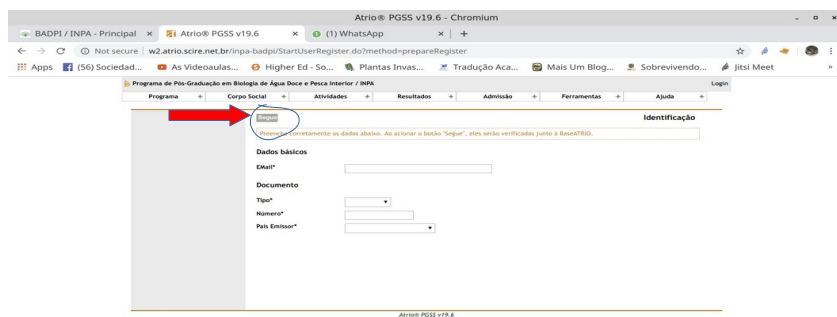 Atrio® PGSS v19.6 - Chromium
BADPI / INPA - Principal × Atrio® PGSS v19.6 × (1) WhatsApp × +
Not secure | w2.atrio.scire.net.br/inpa-badpi/StartUserRegister.do?method=prepareRegister
Apps (56) Sociedad... As Videoaulas... Higher Ed - So... Plantas Invas... Tradução Aca... Mais Um Blog... Sobrevivendo... Jitsi Meet »
Programa de Pós-Graduação em Biologia de Água Doce e Pesca Interior / INPA Login
Programa + Corpo Social + Atividades + Resultados + Admissão + Ferramentas + Ajuda +
Segue Identificação
Preencha corretamente os dados abaixo. Ao acionar o botão "Segue", eles serão verificados junto à BaseATRIO.
Dados básicos
EMail*
Documento
Tipo*
Número*
País Emissor*
Atrio® PGSS v19.6